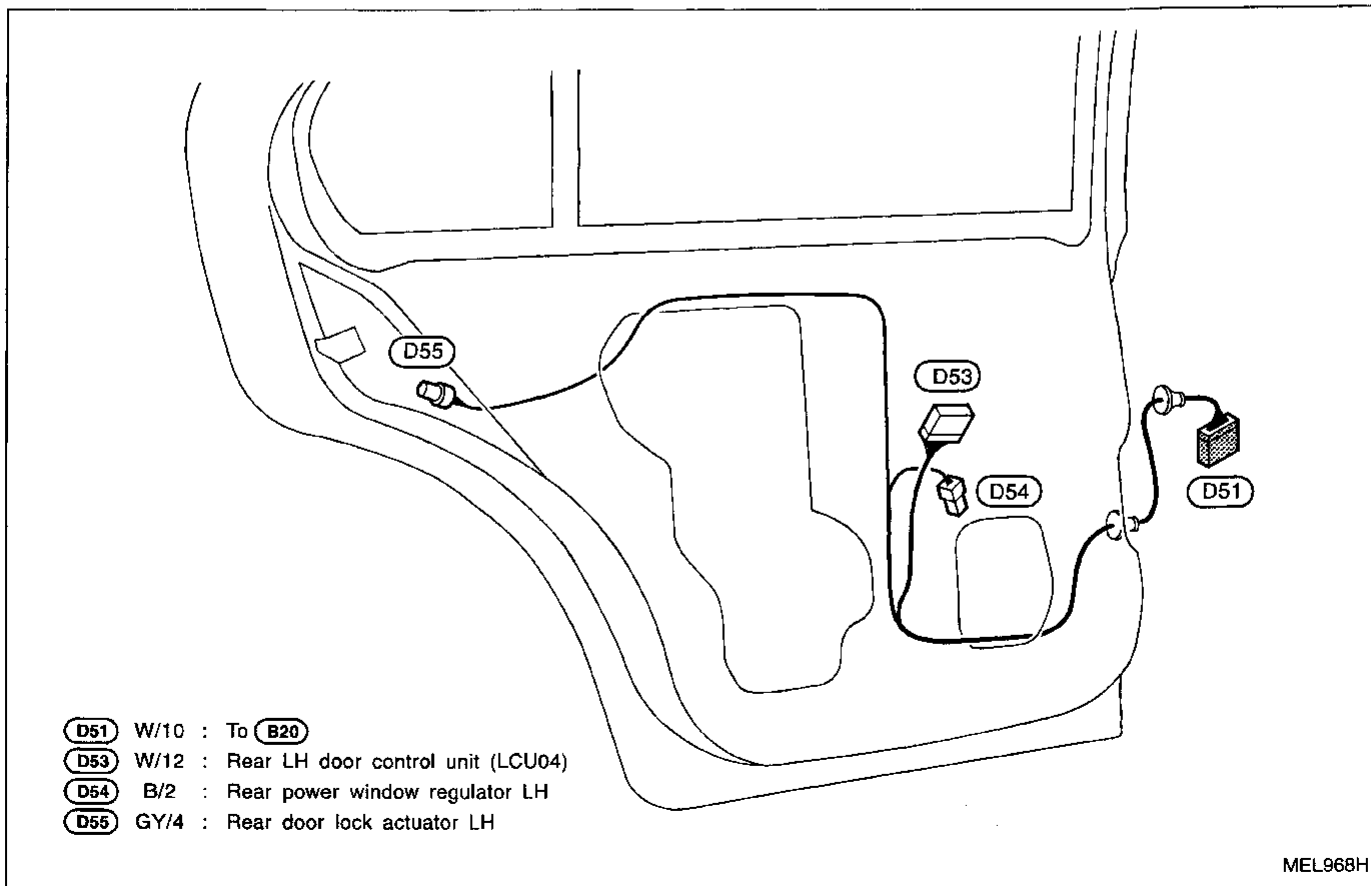 D55
D53
D54
D51
D51 W/10 : To B20
D53 W/12 : Rear LH door control unit (LCU04)
D54 B/2 : Rear power window regulator LH
D55 GY/4 : Rear door lock actuator LH
MEL968H